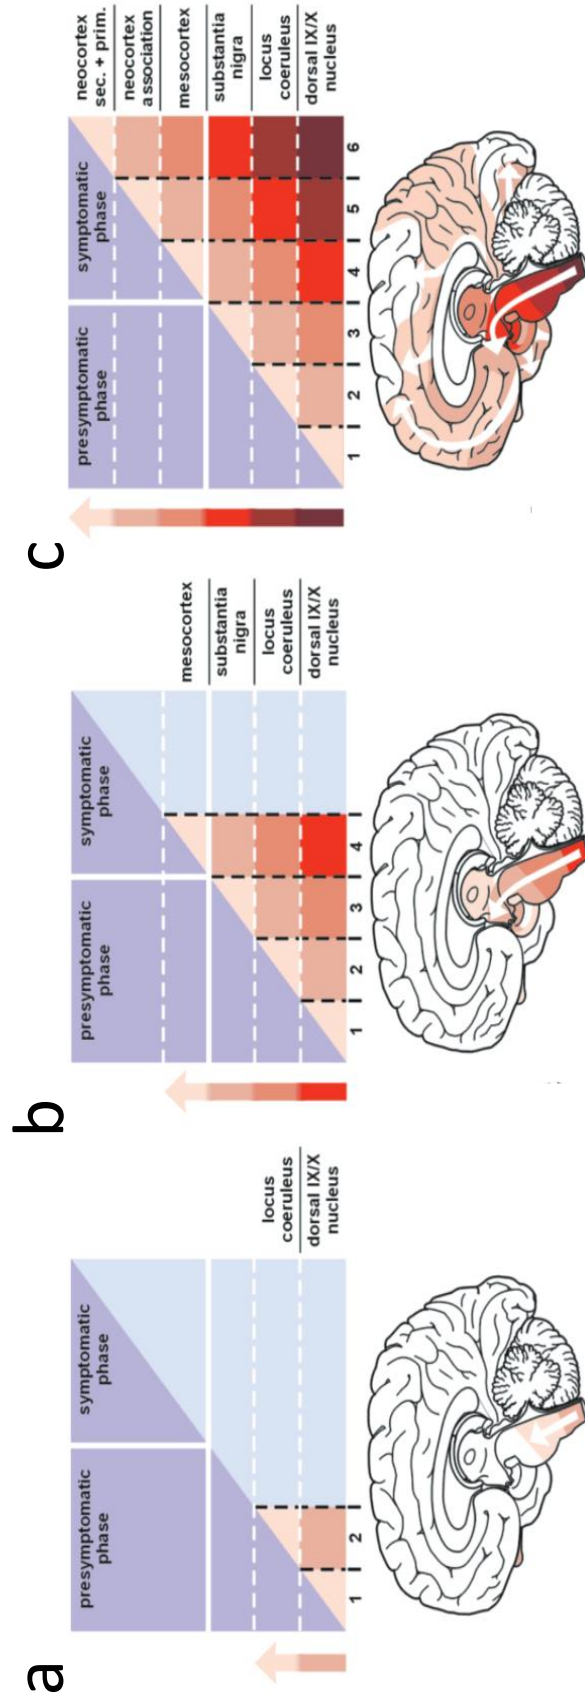 a
presymptomatic
phase
symptomatic
phase
locus
coeruleus
dorsal IX/X
nucleus
1
2
b
presymptomatic
phase
symptomatic
phase
mesocortex
substantia
nigra
locus
coeruleus
dorsal IX/X
nucleus
1
2
3
4
c
presymptomatic
phase
symptomatic
phase
neocortex
sec. + prim.
neocortex
association
mesocortex
substantia
nigra
locus
coeruleus
dorsal IX/X
nucleus
1
2
3
4
5
6